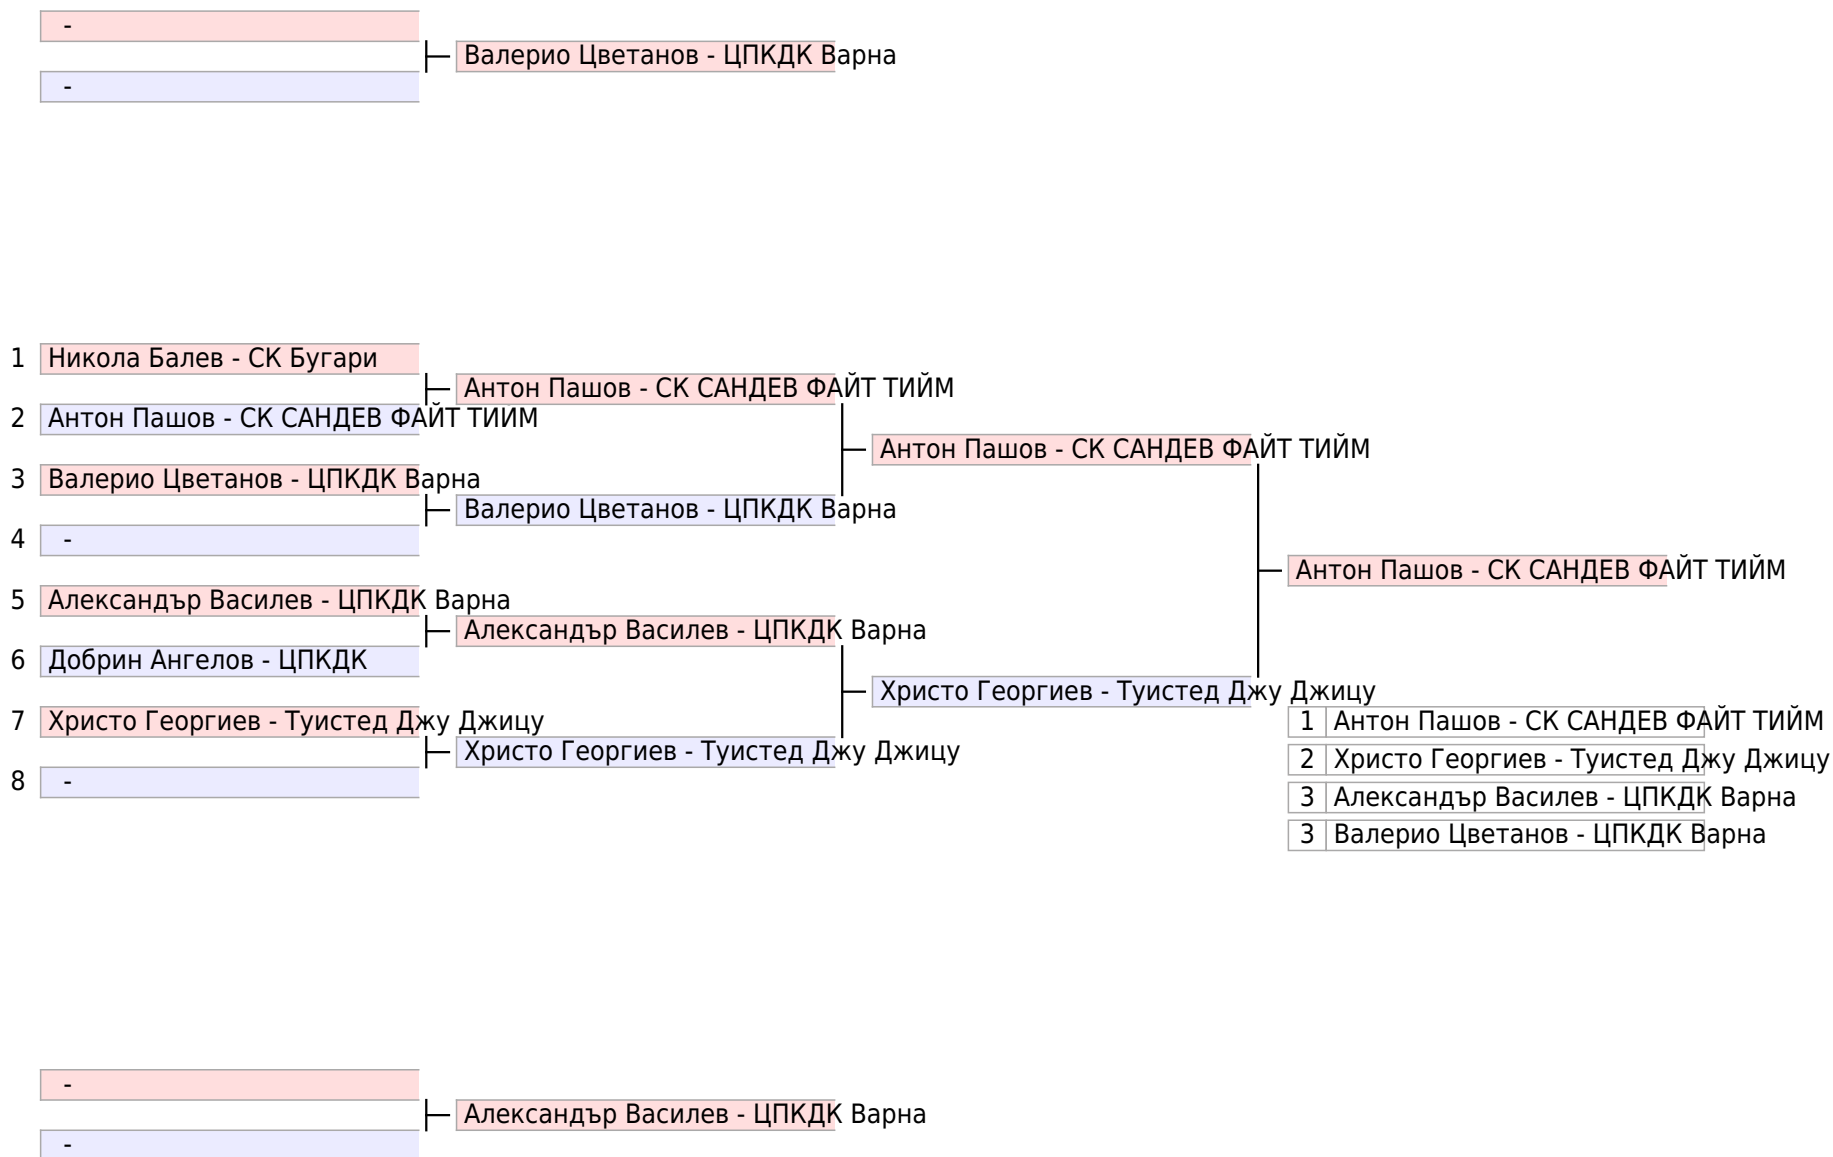 -
Валерио Цветанов - ЦПКДК Варна
-
1 Никола Балев - СК Бугари
Антон Пашов - СК САНДЕВ ФАЙТ ТИЙМ
2 Антон Пашов - СК САНДЕВ ФАЙТ ТИЙМ
Антон Пашов - СК САНДЕВ ФАЙТ ТИЙМ
3 Валерио Цветанов - ЦПКДК Варна
Валерио Цветанов - ЦПКДК Варна
4 -
Антон Пашов - СК САНДЕВ ФАЙТ ТИЙМ
5 Александър Василев - ЦПКДК Варна
Александър Василев - ЦПКДК Варна
6 Добрин Ангелов - ЦПКДК
Христо Георгиев - Туистед Джу Джицу
7 Христо Георгиев - Туистед Джу Джицу
Христо Георгиев - Туистед Джу Джицу
8 -
1 Антон Пашов - СК САНДЕВ ФАЙТ ТИЙМ
2 Христо Георгиев - Туистед Джу Джицу
3 Александър Василев - ЦПКДК Варна
3 Валерио Цветанов - ЦПКДК Варна
-
Александър Василев - ЦПКДК Варна
-